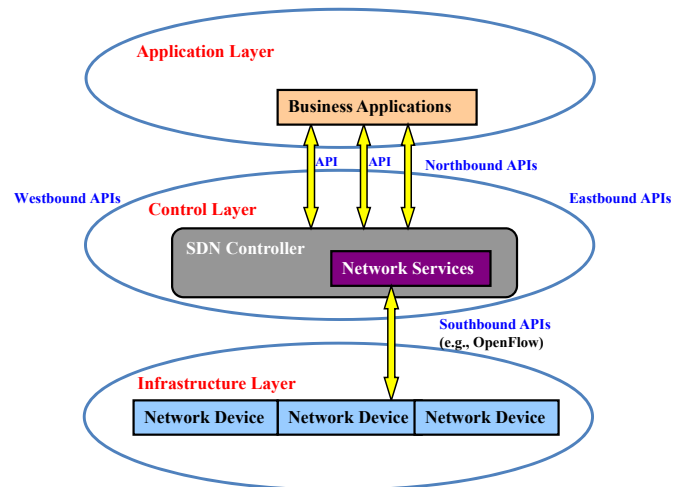 Application Layer
Business Applications
API
API
Northbound APIs
Westbound APIs
Eastbound APIs
Control Layer
SDN Controller
Network Services
Southbound APIs
(e.g., OpenFlow)
Infrastructure Layer
Network Device
Network Device
Network Device